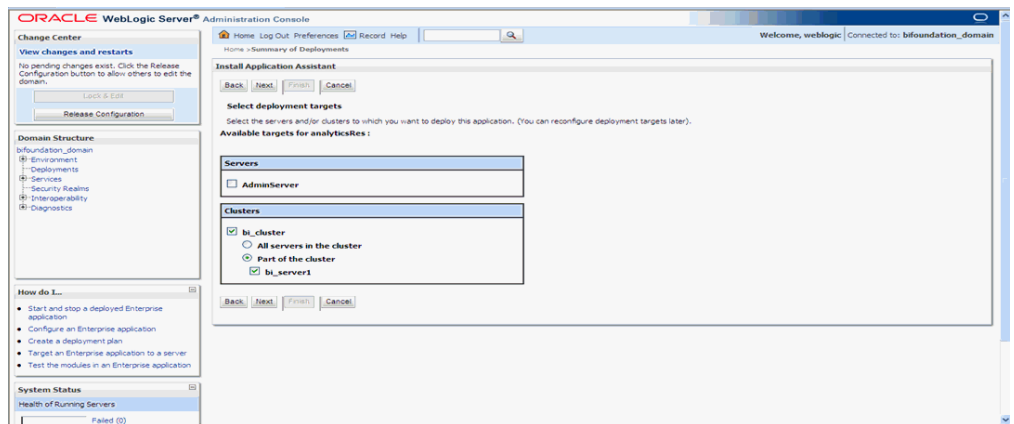 ORACLE WebLogic Server® Administration Console
Change Center
View changes and restarts
No pending changes exist. Click the Release
Configuration button to allow others to edit the
domain.
Lock & Edit
Release Configuration
Domain Structure
bifoundation_domain
Environment
Deployments
Services
Security Realms
Interoperability
Diagnostics
How do I...
Start and stop a deployed Enterprise
application
Configure an Enterprise application
Create a deployment plan
Target an Enterprise application to a server
Test the modules in an Enterprise application
System Status
Health of Running Servers
Failed (0)
Home Log Out Preferences Record Help
Welcome, weblogic Connected to: bifoundation_domain
Home >Summary of Deployments
Install Application Assistant
Back Next Finish Cancel
Select deployment targets
Select the servers and/or clusters to which you want to deploy this application. (You can reconfigure deployment targets later).
Available targets for analyticsRes :
Servers
AdminServer
Clusters
bi_cluster
All servers in the cluster
Part of the cluster
bi_server1
Back Next Finish Cancel